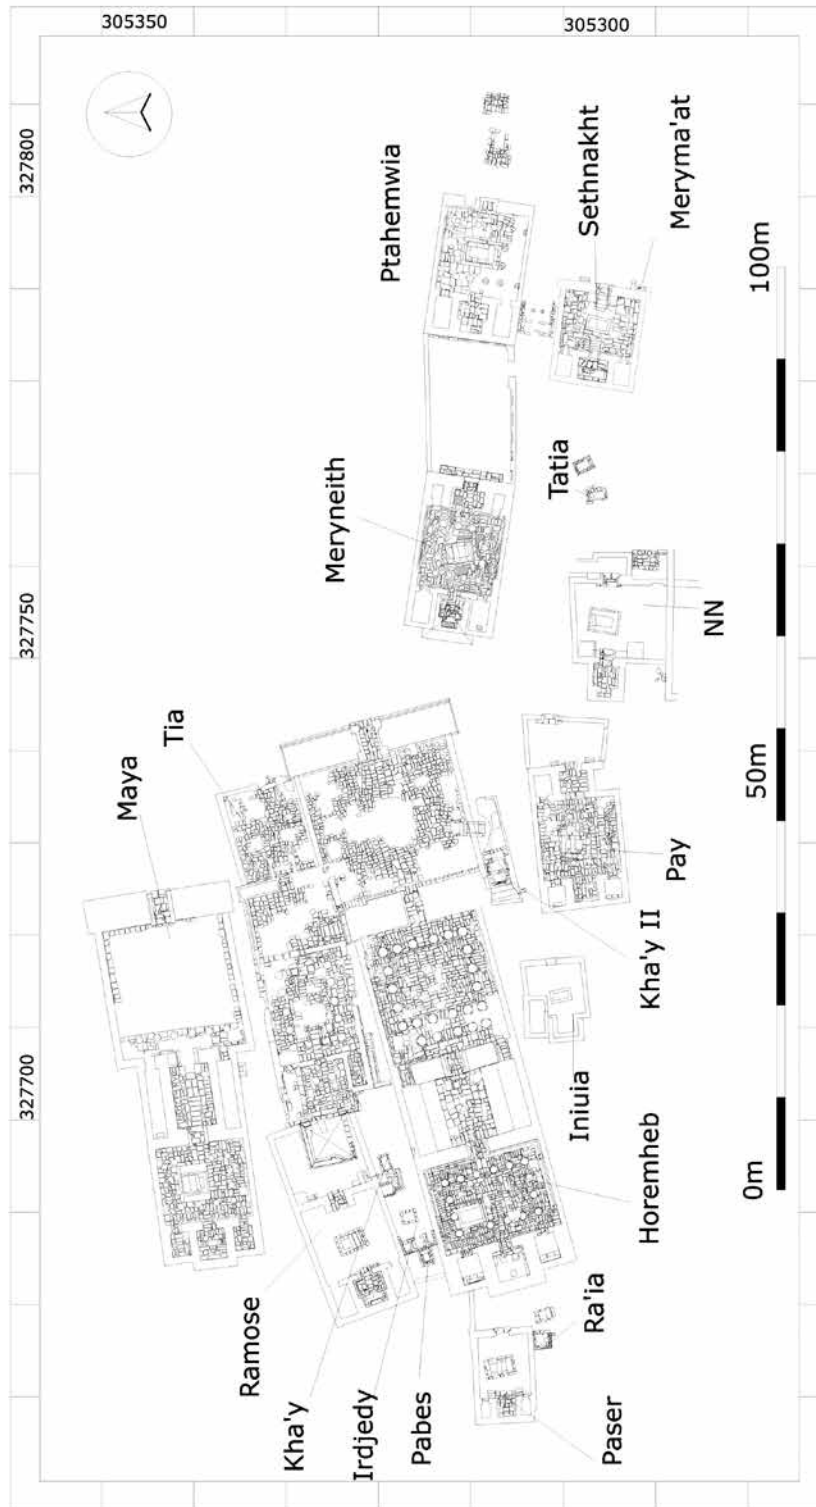 305350
305300
327800
327750
327700
Ptahemwia
Sethnakht
Meryma'at
Meryneith
Tatia
NN
Maya
Tia
Pay
Kha'y II
Iniuia
Horemheb
Ramose
Kha'y
Irdjedy
Pabes
Ra'ia
Paser
0m
50m
100m